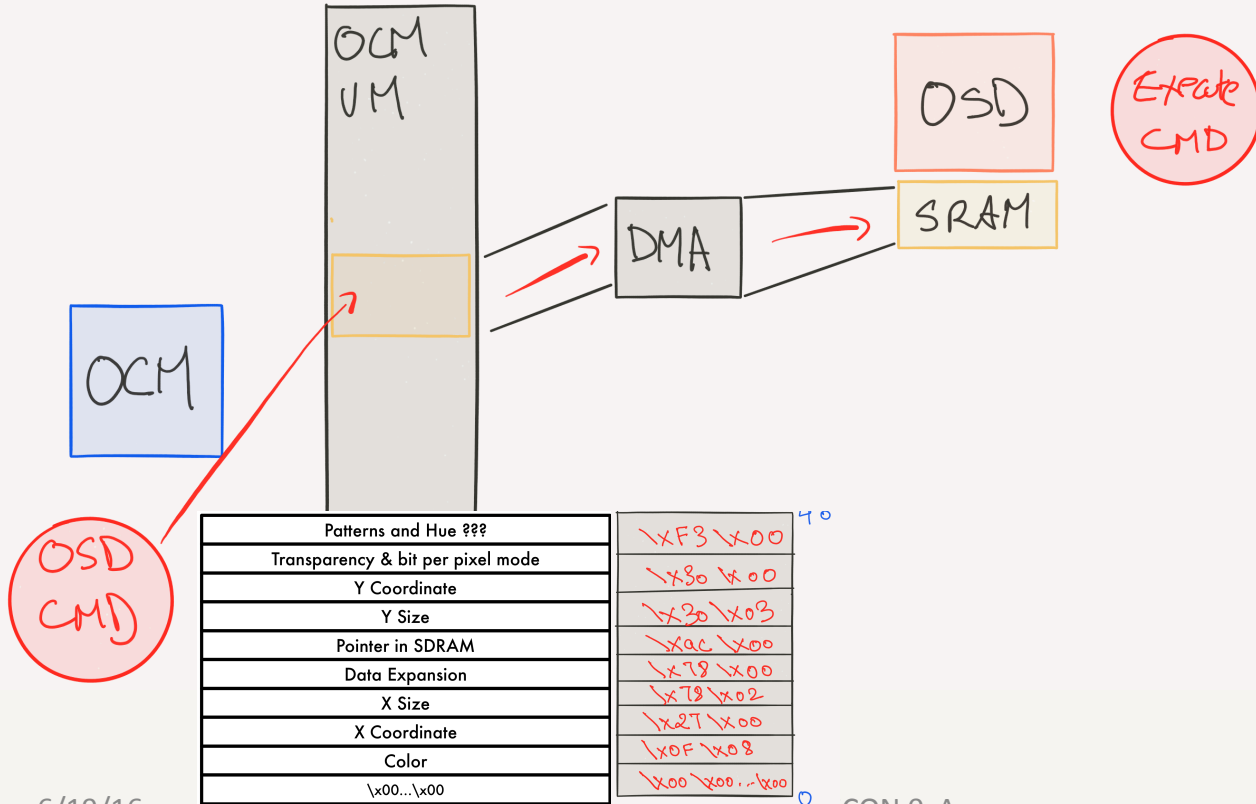 OCM
VM
OSD
Execute
CMD
SRAM
DMA
OCM
OSD
CMD
Patterns and Hue ???
Transparency & bit per pixel mode
Y Coordinate
Y Size
Pointer in SDRAM
Data Expansion
X Size
X Coordinate
Color
\x00...\x00
40
\xF3 \x00
\x30 \x00
\x30 \x03
\xac \x00
\x78 \x00
\x78 \x02
\x27 \x00
\x0F \x08
\x00 \x00...\x00
0